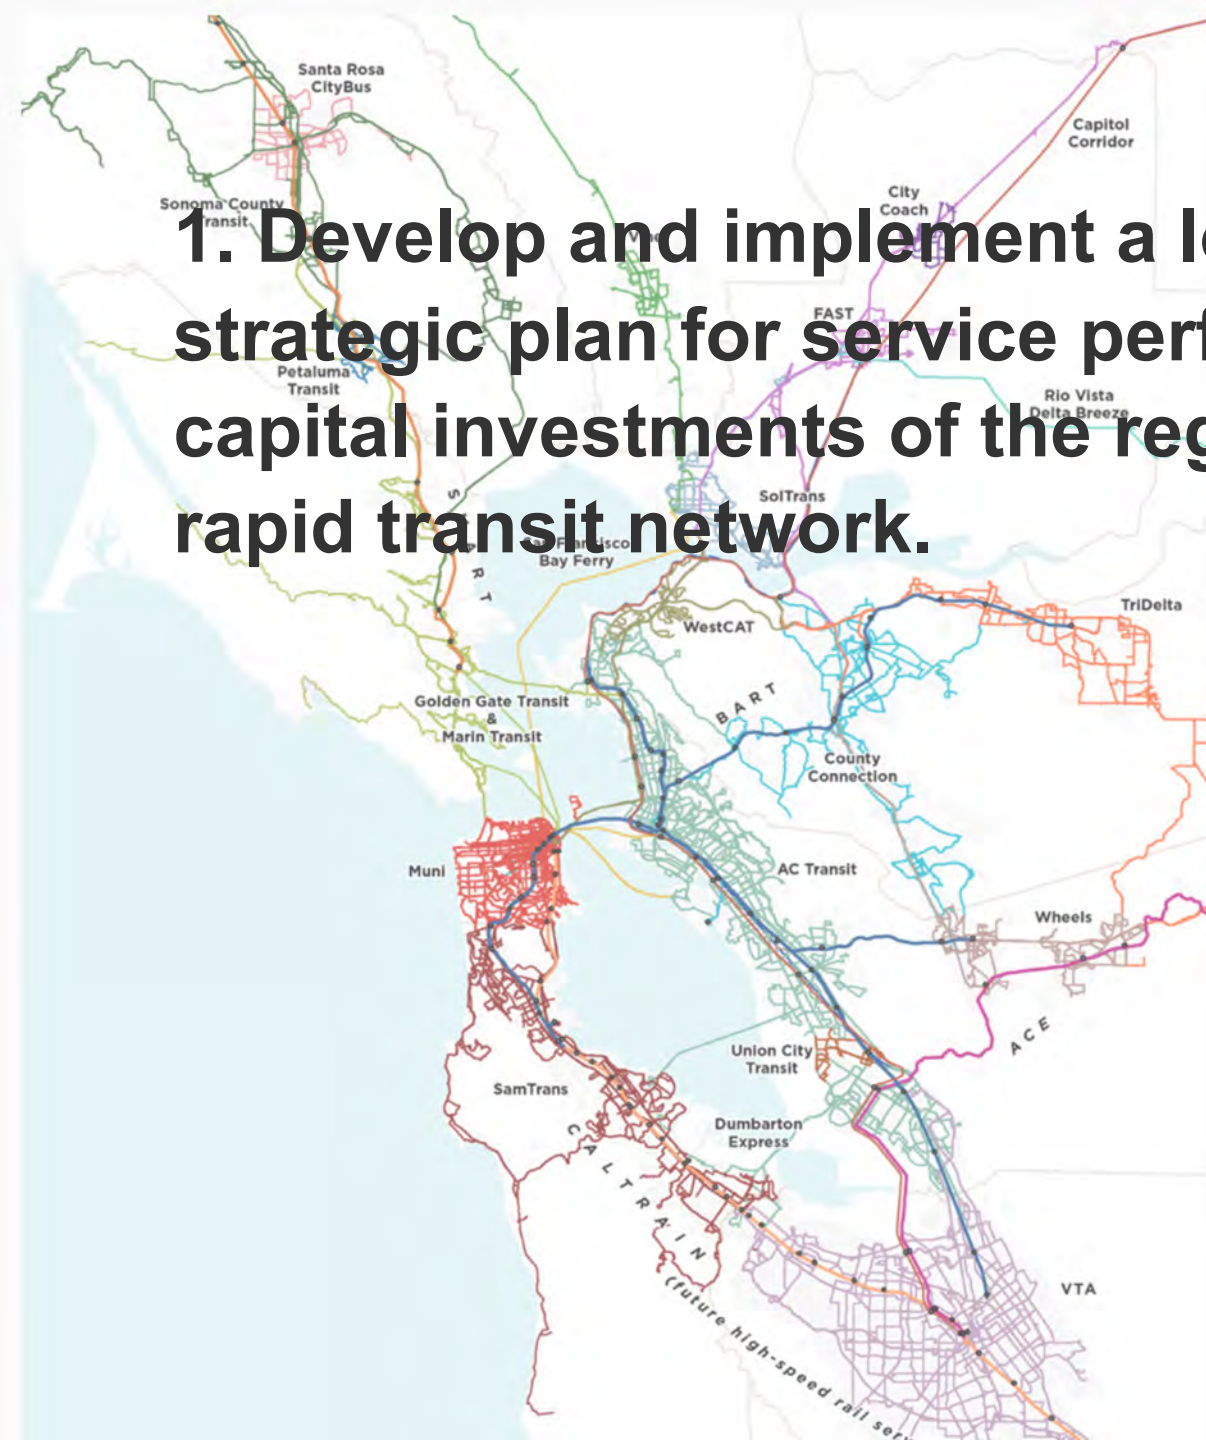 Santa Rosa
CityBus
Capitol
Corridor
City
Coach
Sonoma County
Transit
1. Develop and implement a
FAST
strategic plan for service
Petaluma
Transit
Rio Vista
Delta Breeze
capital investments of the
SolTrans
SMART
rapid transit network.
San Francisco
Bay Ferry
TriDelta
WestCAT
BART
Golden Gate Transit
&
Marin Transit
County
Connection
Muni
AC Transit
Wheels
ACE
Union City
Transit
SamTrans
Dumbarton
Express
CALTRAIN
VTA
(future high-speed rail